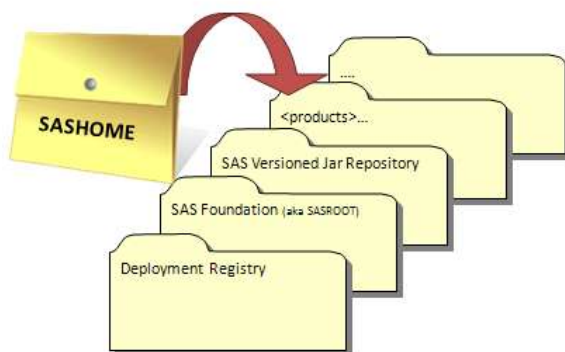 SASHOME
....
<products>...
SAS Versioned Jar Repository
SAS Foundation (aka SASROOT)
Deployment Registry